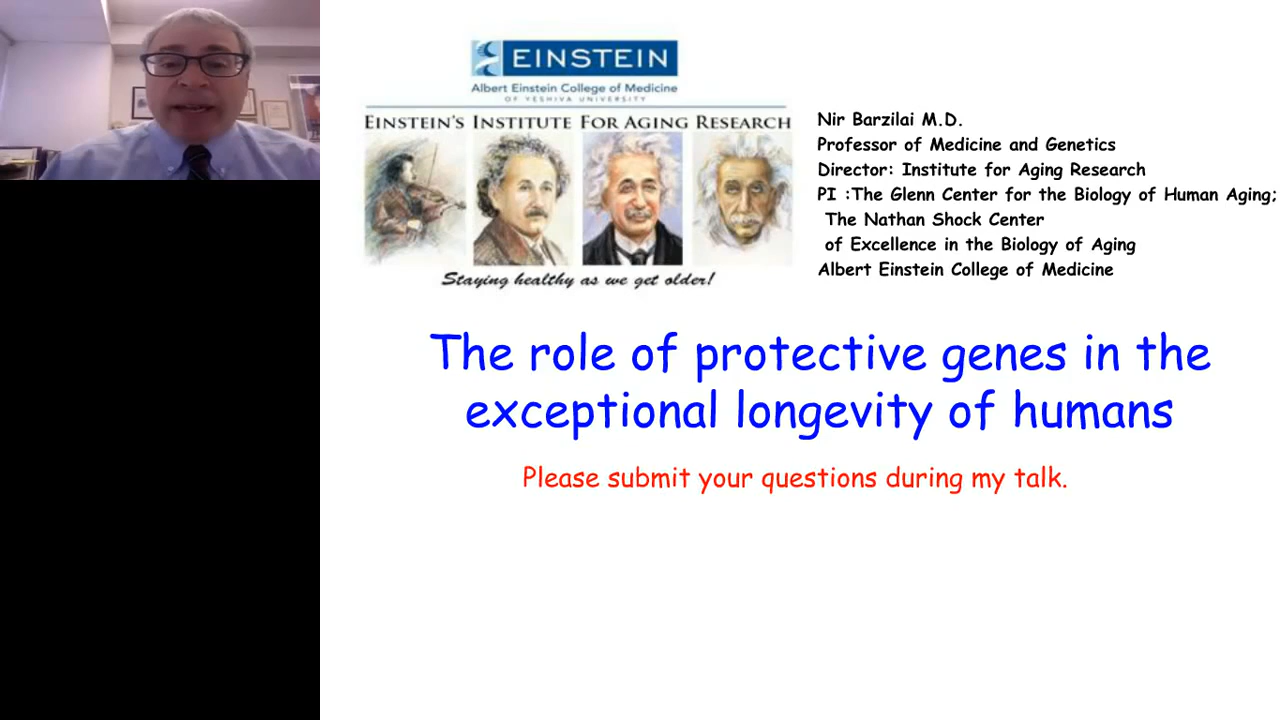 EINSTEIN
Albert Einstein College of Medicine
OF YESHIVA UNIVERSITY
EINSTEIN'S INSTITUTE FOR AGING RESEARCH
Staying healthy as we get older!
Nir Barzilai M.D.
Professor of Medicine and Genetics
Director: Institute for Aging Research
PI :The Glenn Center for the Biology of Human Aging;
The Nathan Shock Center
of Excellence in the Biology of Aging
Albert Einstein College of Medicine
The role of protective genes in the
exceptional longevity of humans
Please submit your questions during my talk.